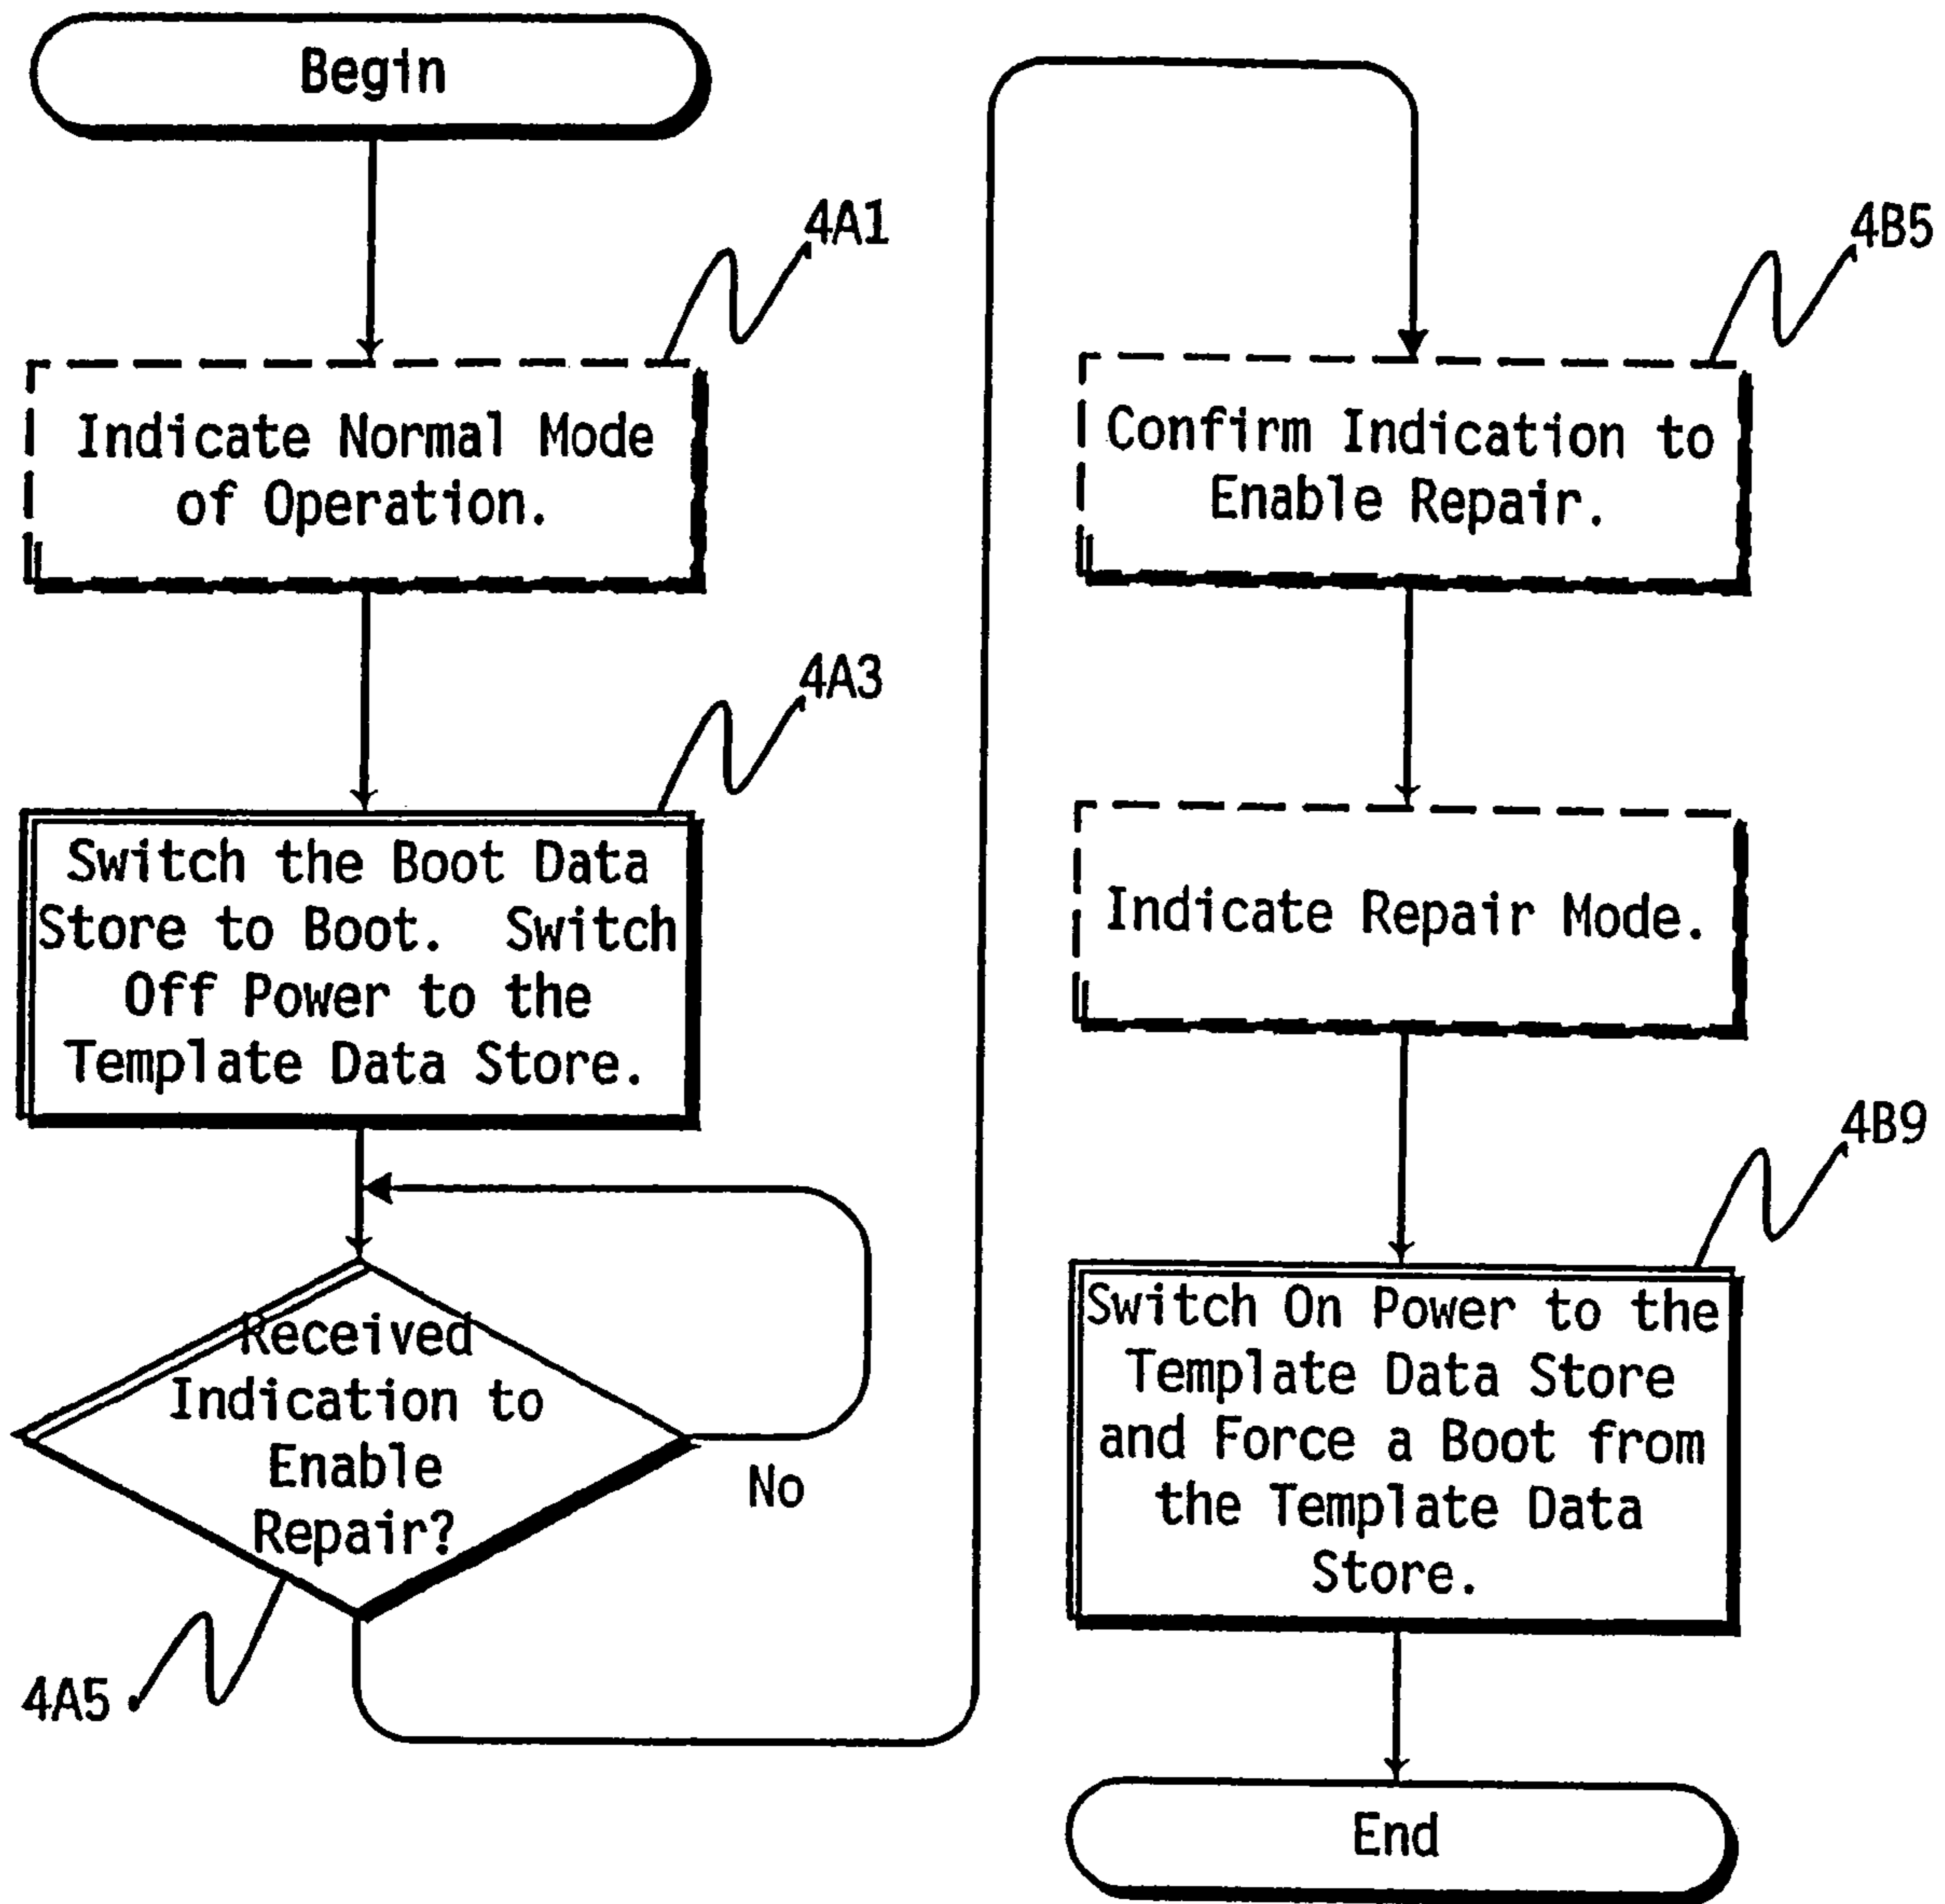 Begin
4A1
Indicate Normal Mode
of Operation.
4A3
Switch the Boot Data
Store to Boot.  Switch
Off Power to the
Template Data Store.
Received
Indication to
Enable
Repair?
No
4A5
4B5
Confirm Indication to
Enable Repair.
Indicate Repair Mode.
4B9
Switch On Power to the
Template Data Store
and Force a Boot from
the Template Data
Store.
End